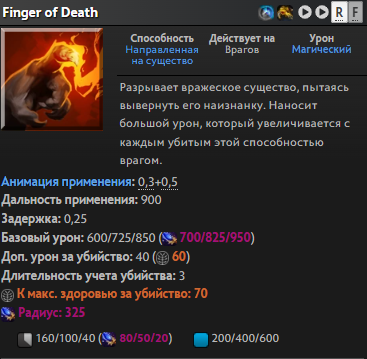 Finger of Death R F
Способность Действует на Урон
Направленная Врагов Магический
на существо
Разрывает вражеское существо, пытаясь
вывернуть его наизнанку. Наносит
большой урон, который увеличивается с
каждым убитым этой способностью
врагом.
Анимация применения: 0,3+0,5
Дальность применения: 900
Задержка: 0,25
Базовый урон: 600/725/850 (700/825/950)
Доп. урон за убийство: 40 (60)
Длительность учета убийства: 3
К макс. здоровью за убийство: 70
Радиус: 325
160/100/40 (80/50/20) 200/400/600